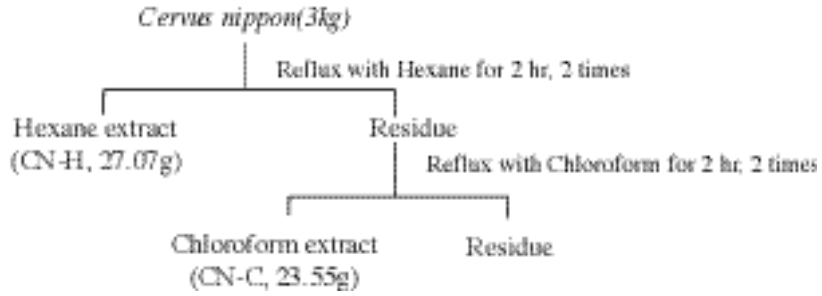 Cervus nippon(3kg)
Reflux with Hexane for 2 hr, 2 times
Hexane extract
(CN-H, 27.07g)
Residue
Reflux with Chloroform for 2 hr, 2 times
Chloroform extract
(CN-C, 23.55g)
Residue